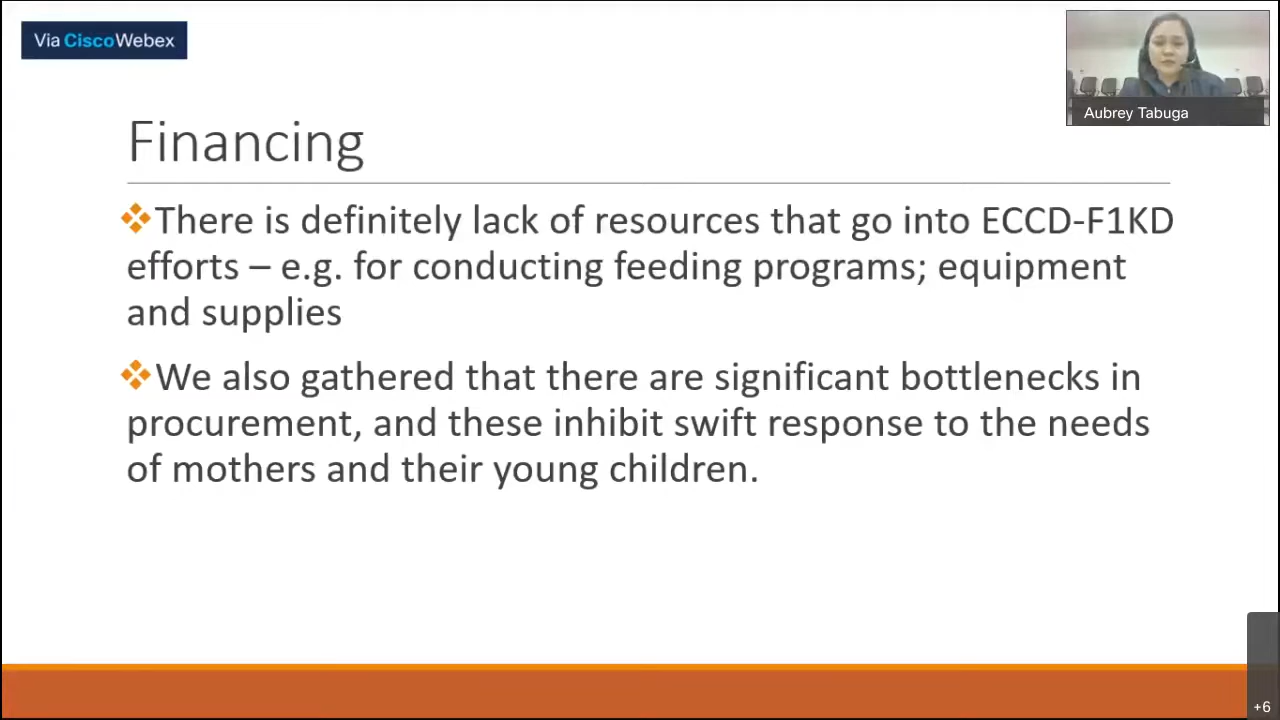 Via CiscoWebex
Aubrey Tabuga
Financing
There is definitely lack of resources that go into ECCD-F1KD
efforts – e.g. for conducting feeding programs; equipment
and supplies
We also gathered that there are significant bottlenecks in
procurement, and these inhibit swift response to the needs
of mothers and their young children.
+6